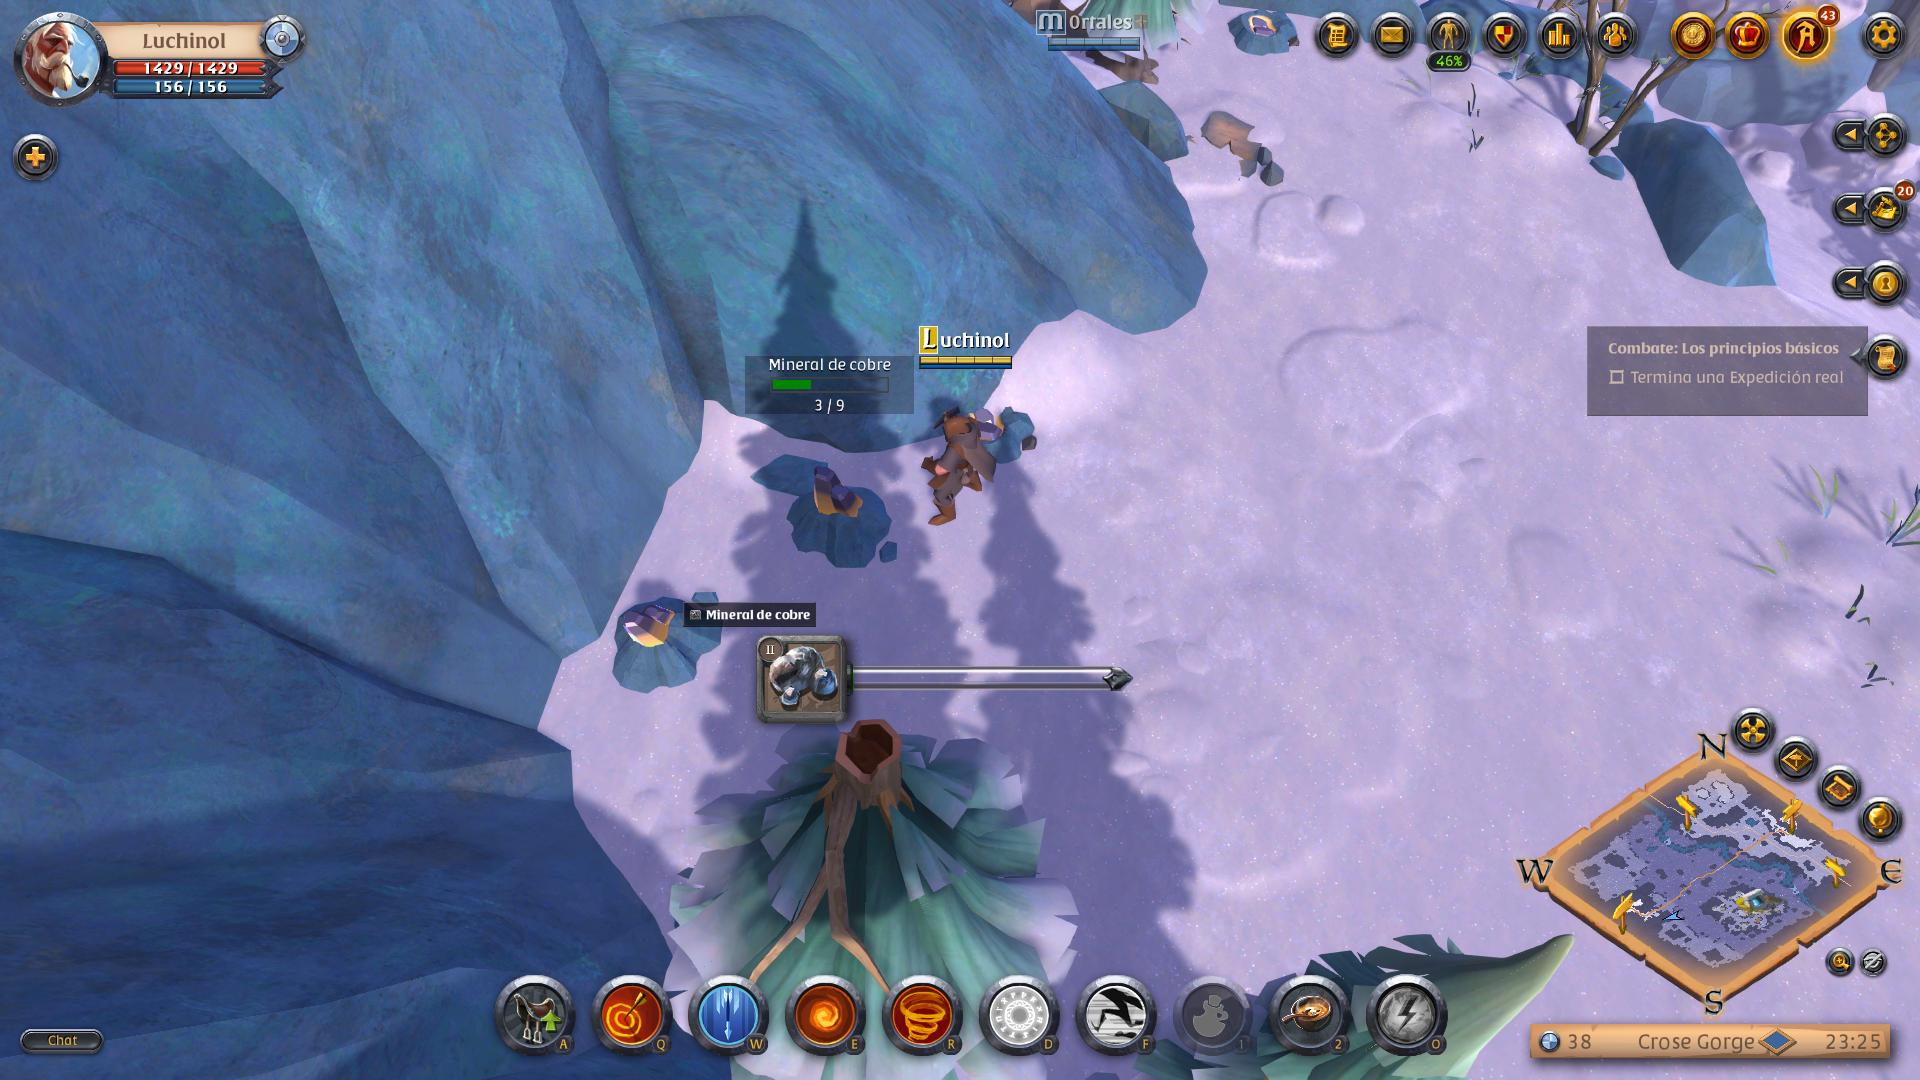 Luchinol
1429/1429
156/156
M0rtales
46%
43
20
Luchinol
Mineral de cobre
3/9
Combate: Los principios básicos
Termina una Expedición real
Mineral de cobre
II
N
W
E
S
A
Q
W
E
R
D
F
1
2
O
Chat
38
Crose Gorge
23:25